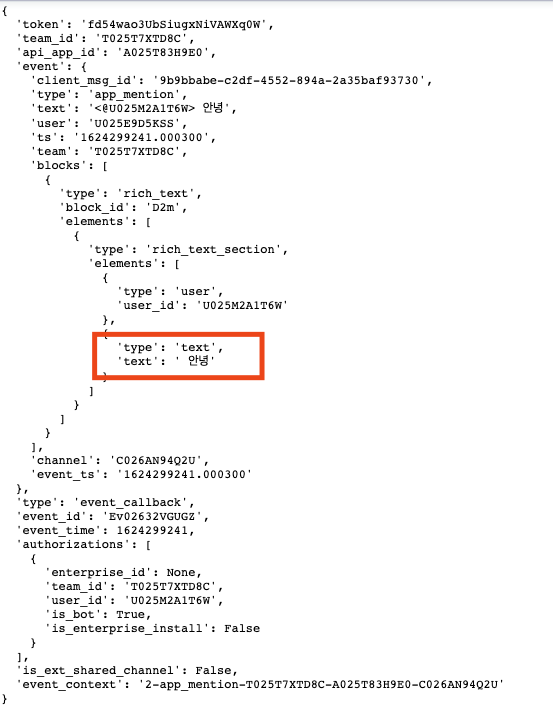 {
'token': 'fd54wao3UbSiugxNiVAWXq0W',
'team_id': 'T025T7XTD8C',
'api_app_id': 'A025T83H9E0',
'event': {
'client_msg_id': '9b9bbabe-c2df-4552-894a-2a35baf93730',
'type': 'app_mention',
'text': '<@U025M2A1T6W> 안녕',
'user': 'U025E9D5KSS',
'ts': '1624299241.000300',
'team': 'T025T7XTD8C',
'blocks': [
{
'type': 'rich_text',
'block_id': 'D2m',
'elements': [
{
'type': 'rich_text_section',
'elements': [
{
'type': 'user',
'user_id': 'U025M2A1T6W'
},
{
'type': 'text',
'text': ' 안녕'
}
]
}
]
}
],
'channel': 'C026AN94Q2U',
'event_ts': '1624299241.000300'
},
'type': 'event_callback',
'event_id': 'Ev02632VGUGZ',
'event_time': 1624299241,
'authorizations': [
{
'enterprise_id': None,
'team_id': 'T025T7XTD8C',
'user_id': 'U025M2A1T6W',
'is_bot': True,
'is_enterprise_install': False
}
],
'is_ext_shared_channel': False,
'event_context': '2-app_mention-T025T7XTD8C-A025T83H9E0-C026AN94Q2U'
}